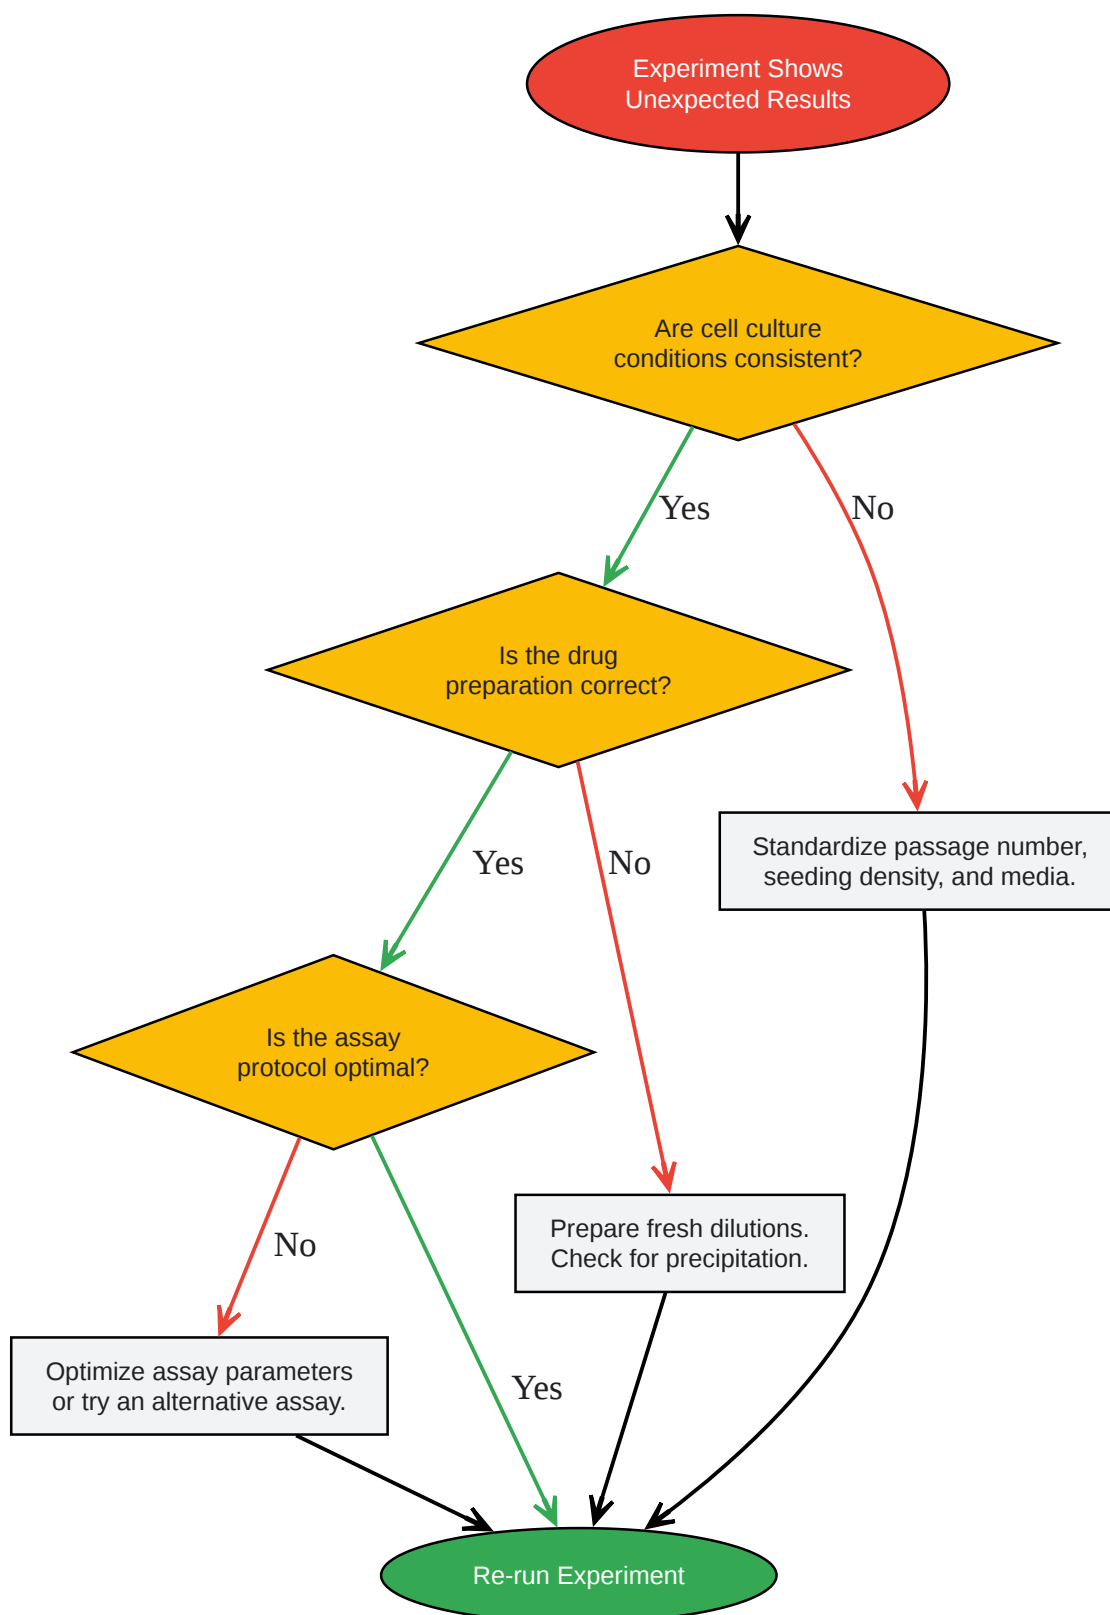 Experiment Shows
Unexpected Results
Are cell culture
conditions consistent?
Yes
No
Is the drug
preparation correct?
Standardize passage number,
seeding density, and media.
Yes
No
Is the assay
protocol optimal?
Prepare fresh dilutions.
Check for precipitation.
No
Optimize assay parameters
or try an alternative assay.
Yes
Re-run Experiment